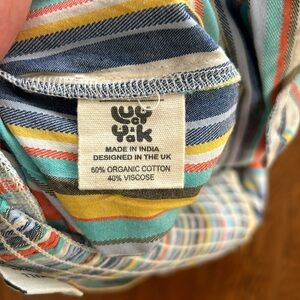 Lucy
& Yak
MADE IN INDIA
DESIGNED IN THE UK
60% ORGANIC COTTON
40% VISCOSE